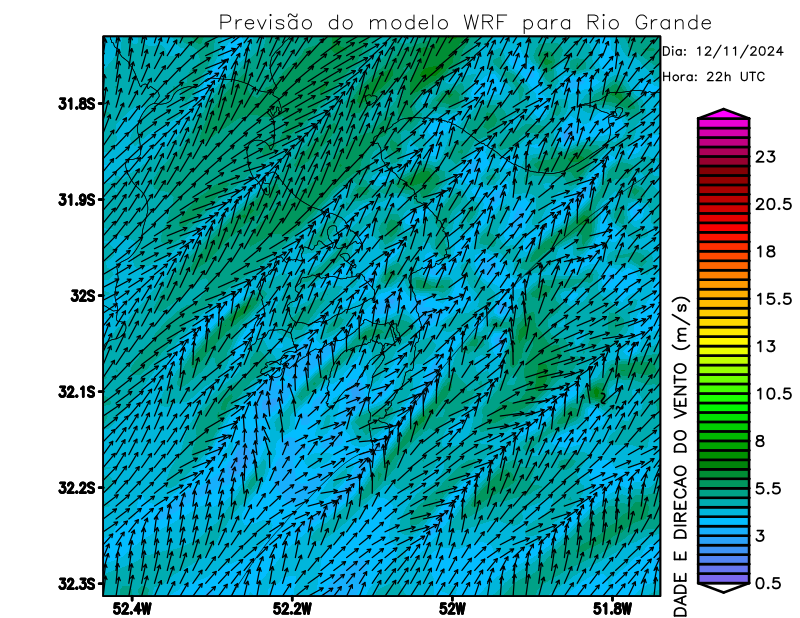 Previsão do modelo WRF para Rio Grande
Dia: 12/11/2024
Hora: 22h UTC
31.8S
31.9S
32S
32.1S
32.2S
32.3S
52.4W
52.2W
52W
51.8W
DADE E DIRECAO DO VENTO (m/s)
23
20.5
18
15.5
13
10.5
8
5.5
3
0.5